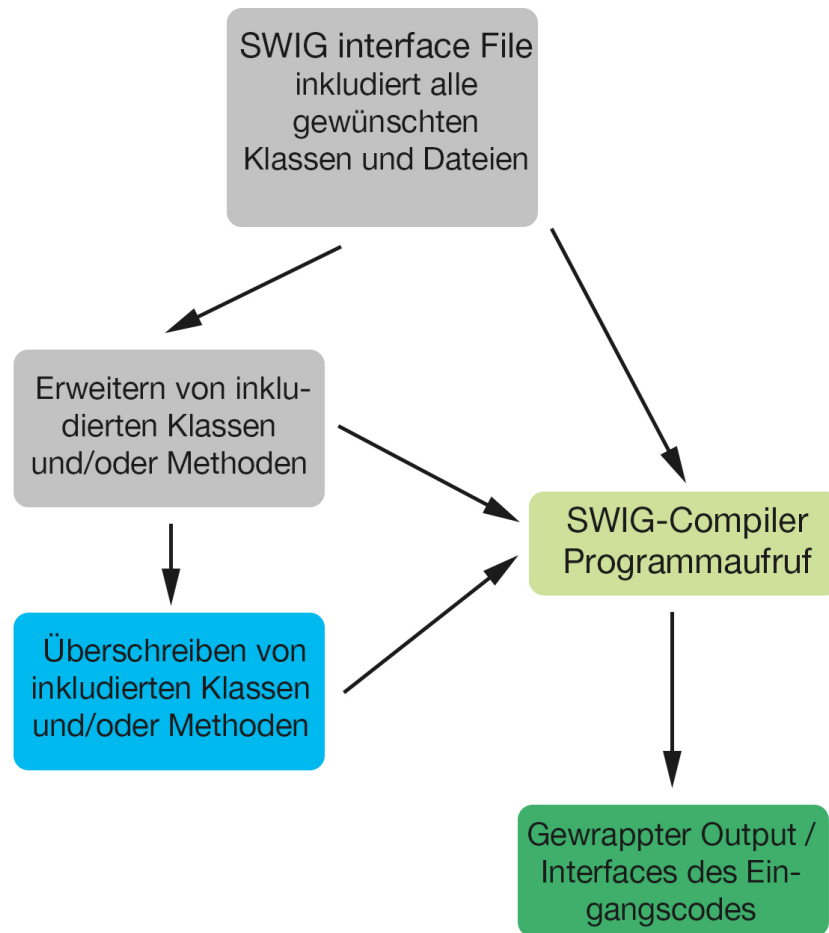 SWIG interface File
inkludiert alle
gewünschten
Klassen und Dateien
Erweitern von inklu-
dierten Klassen
und/oder Methoden
SWIG-Compiler
Programmaufruf
Überschreiben von
inkludierten Klassen
und/oder Methoden
Gewrappter Output /
Interfaces des Ein-
gangscodes